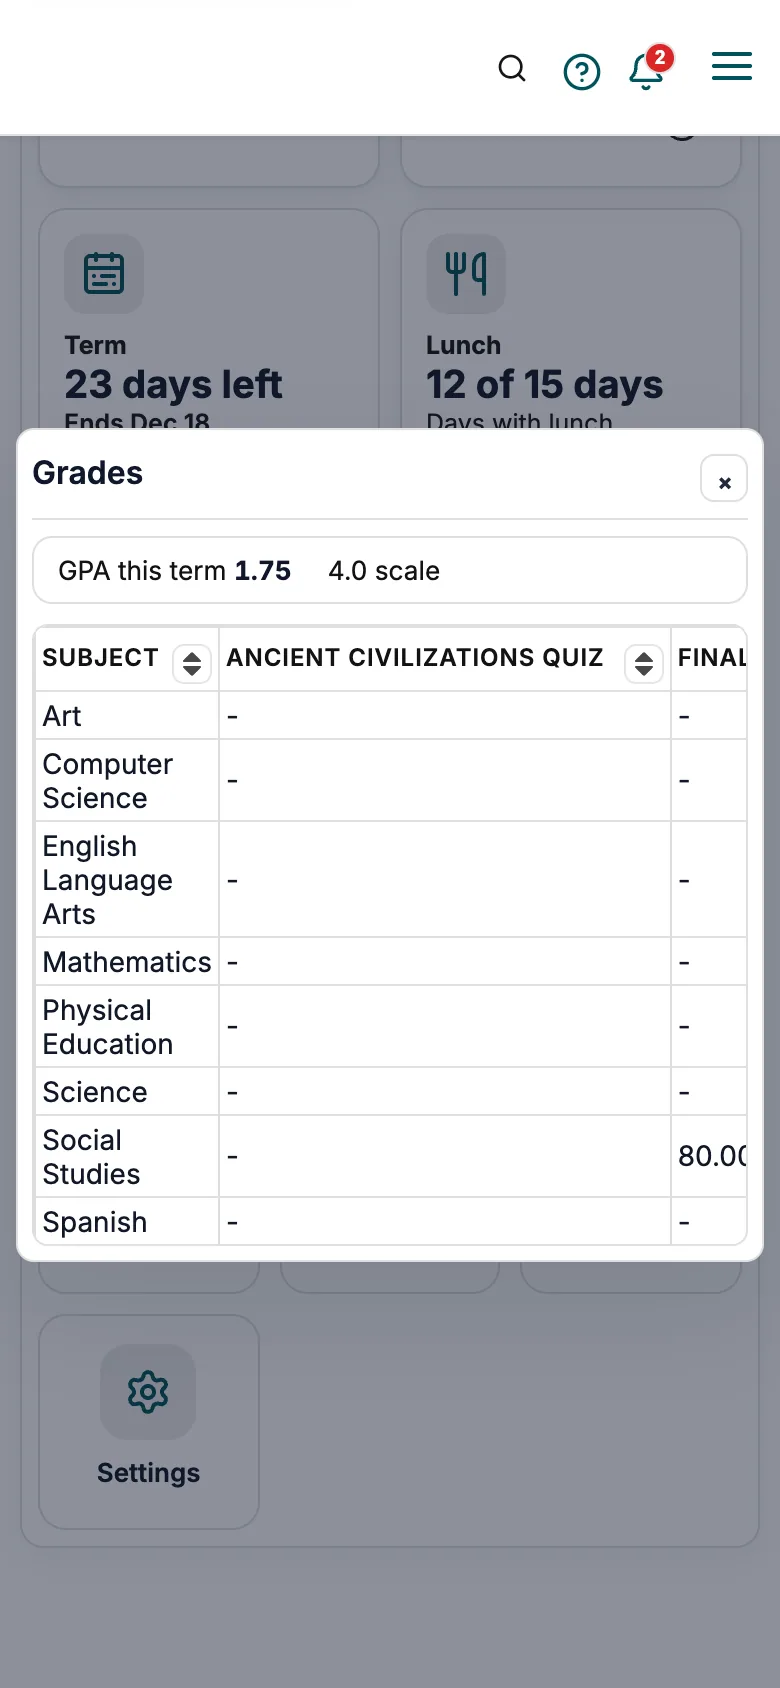 2
Term
23 days left
Ends Dec 18
Lunch
12 of 15 days
Days with lunch
Grades
×
GPA this term 1.75 4.0 scale
SUBJECT ANCIENT CIVILIZATIONS QUIZ FINAL
Art - -
Computer
Science - -
English
Language
Arts - -
Mathematics - -
Physical
Education - -
Science - -
Social
Studies - 80.00
Spanish - -
Settings